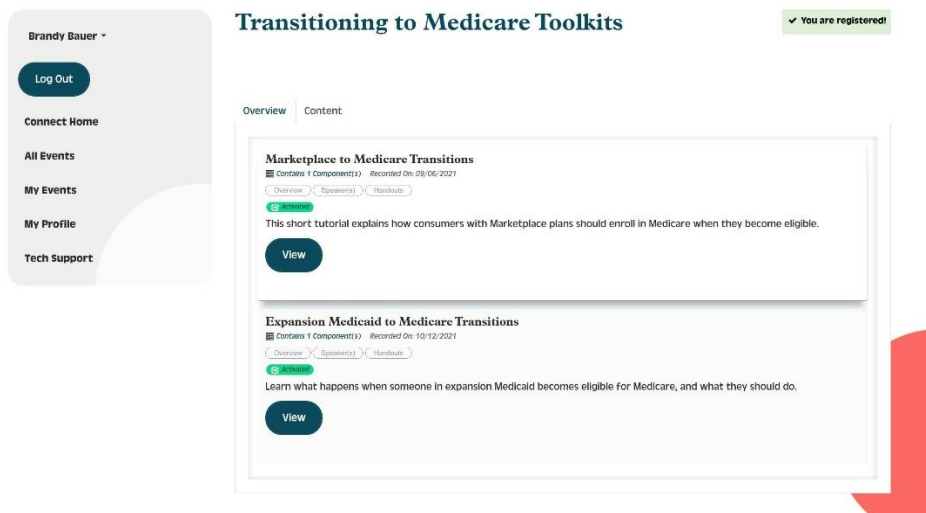 Brandy Bauer
Log Out
Connect Home
All Events
My Events
My Profile
Tech Support
Transitioning to Medicare Toolkits
✔ You are registered!
Overview Content
Marketplace to Medicare Transitions
Contains 1 Component(s) Recorded On: 09/06/2021
Overview Speaker(s) Handouts
Activated
This short tutorial explains how consumers with Marketplace plans should enroll in Medicare when they become eligible.
View
Expansion Medicaid to Medicare Transitions
Contains 1 Component(s) Recorded On: 10/12/2021
Overview Speaker(s) Handouts
Activated
Learn what happens when someone in expansion Medicaid becomes eligible for Medicare, and what they should do.
View